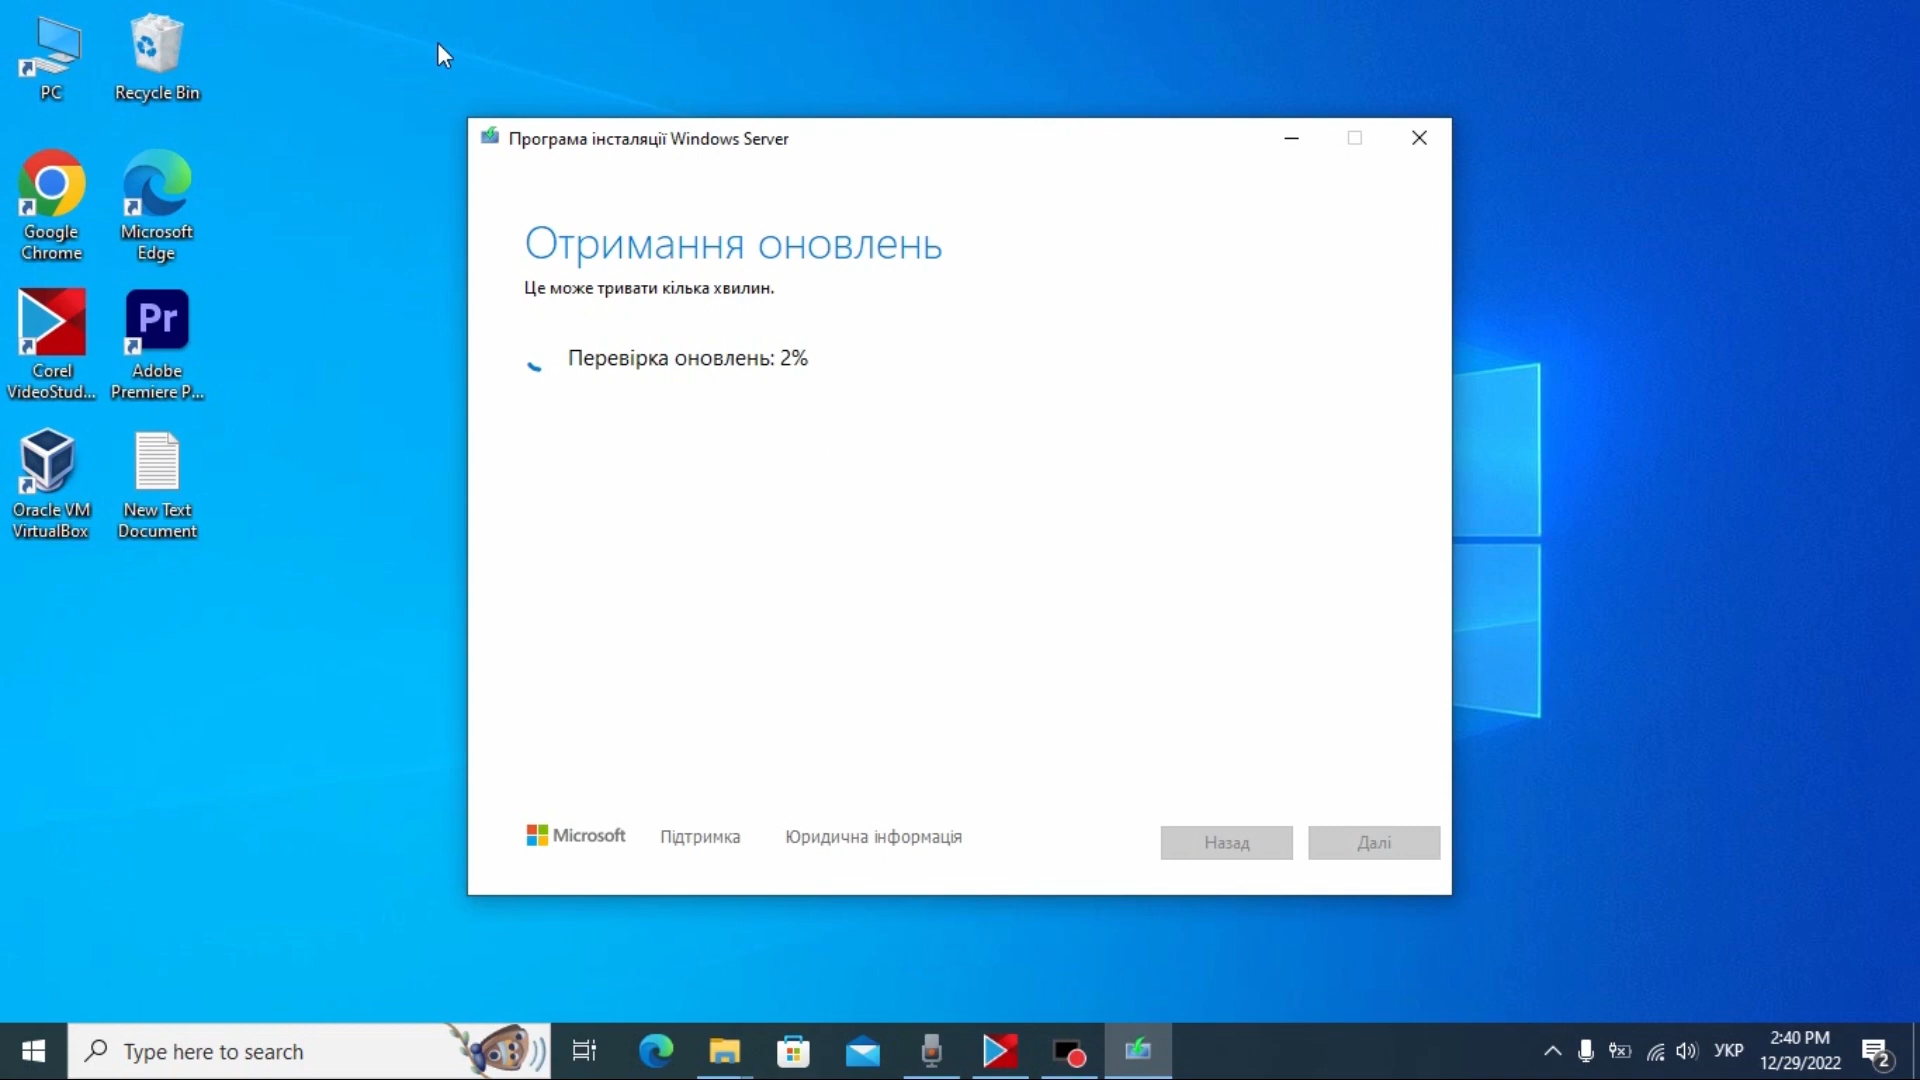 PC
Recycle Bin
Google
Chrome
Microsoft
Edge
Corel
VideoStud...
Pr
Adobe
Premiere P...
Oracle VM
VirtualBox
New Text
Document
Програма інсталяції Windows Server
Отримання оновлень
Це може тривати кілька хвилин.
Перевірка оновлень: 2%
Microsoft
Підтримка
Юридична інформація
Назад
Далі
Type here to search
УКР
2:40 PM
12/29/2022
2